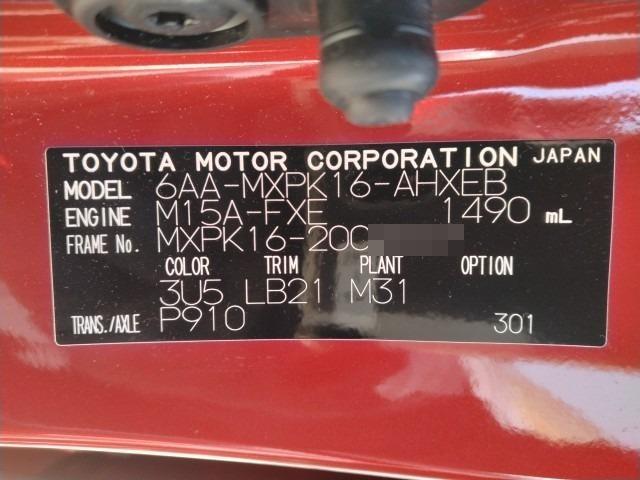 TOYOTA MOTOR CORPORATION JAPAN
MODEL 6AA-MXPK16-AHXEB
ENGINE M15A-FXE 1490 mL
FRAME No. MXPK16-200
COLOR TRIM PLANT OPTION
3U5 LB21 M31
TRANS./AXLE P910 301